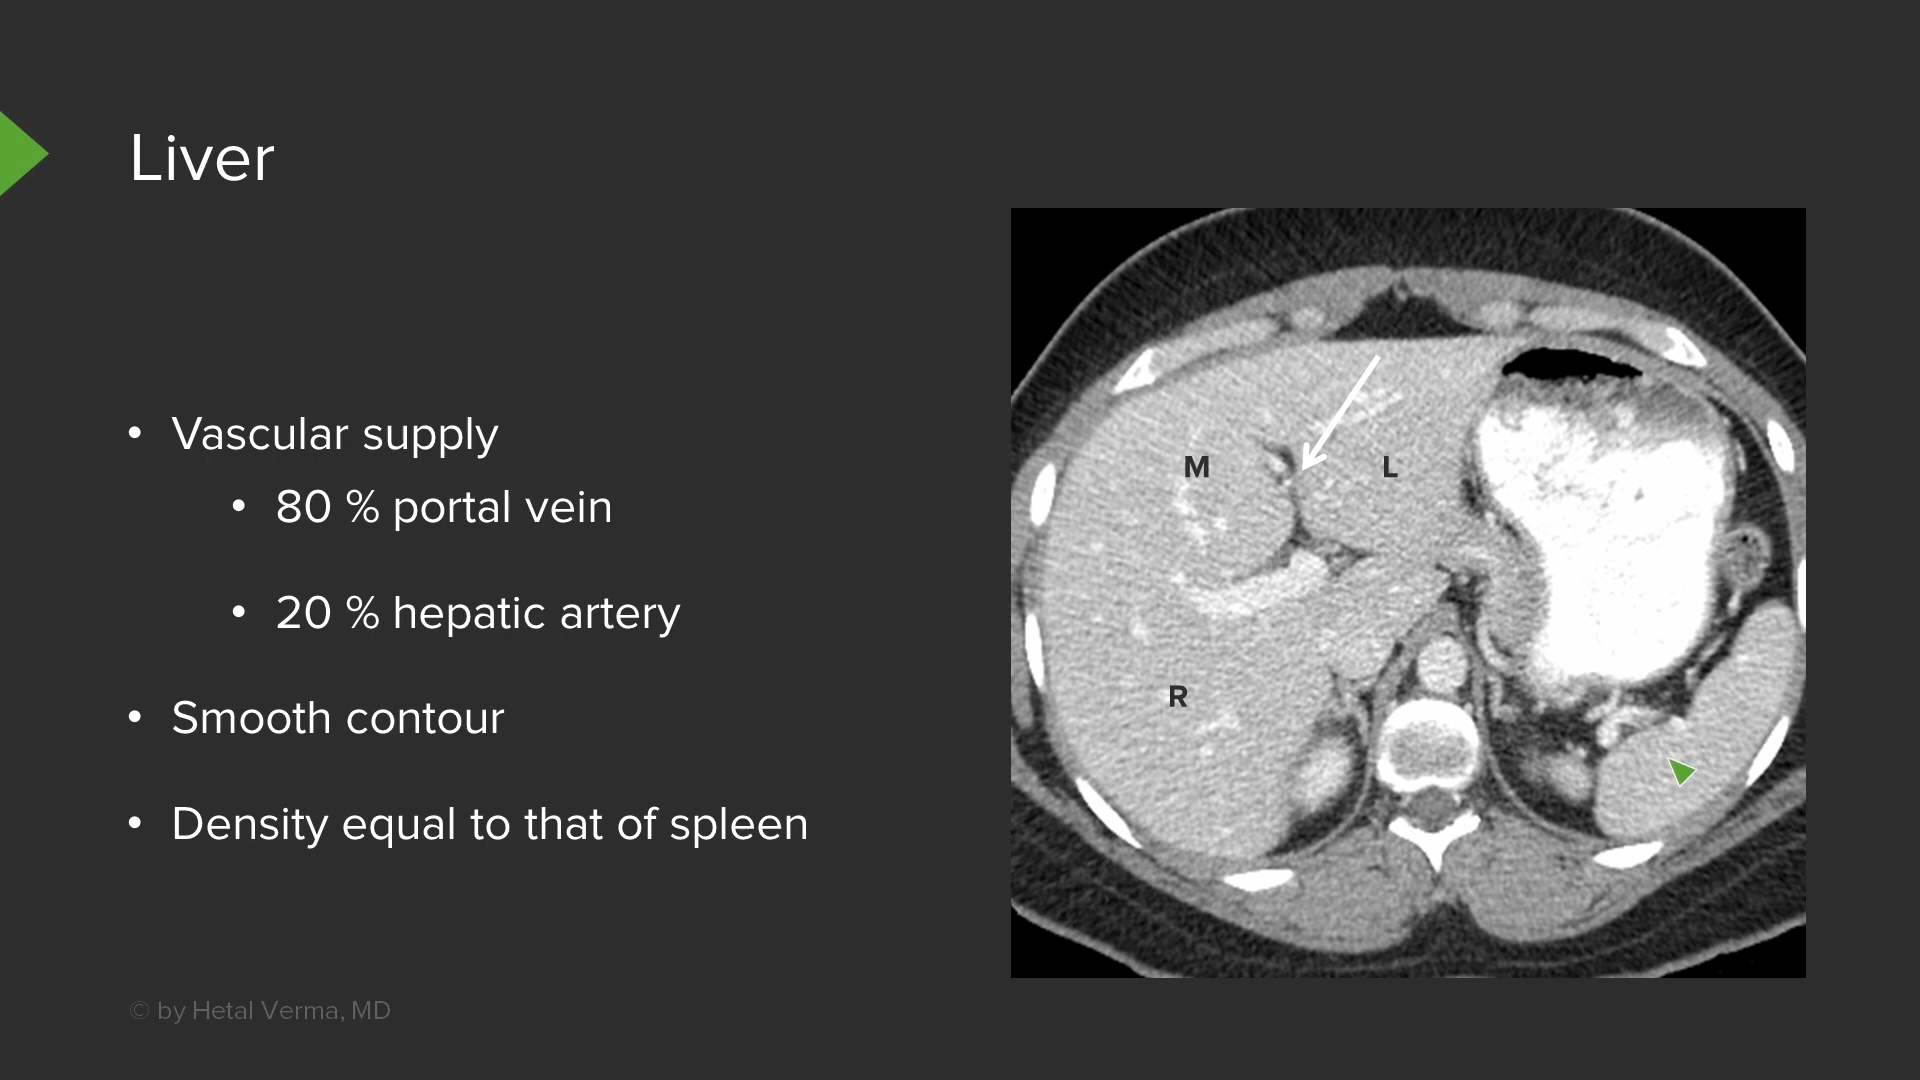 Liver
• Vascular supply
• 80 % portal vein
• 20 % hepatic artery
• Smooth contour
• Density equal to that of spleen
M
L
R
© by Hetal Verma, MD